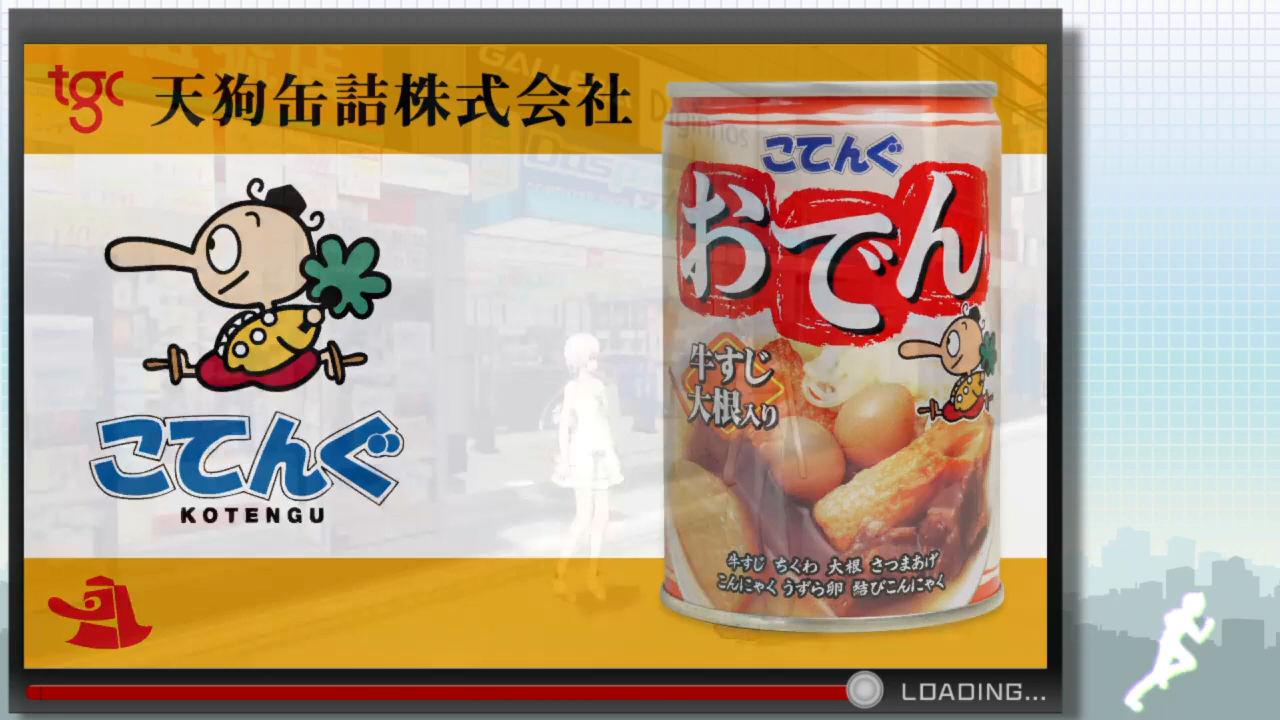 tgc 天狗缶詰株式会社
こてんぐ
おでん
牛すじ
大根入り
牛すじ ちくわ 大根 さつまあげ
こんにゃく うずら卵 結びこんにゃく
こてんぐ
KOTENGU
LOADING...